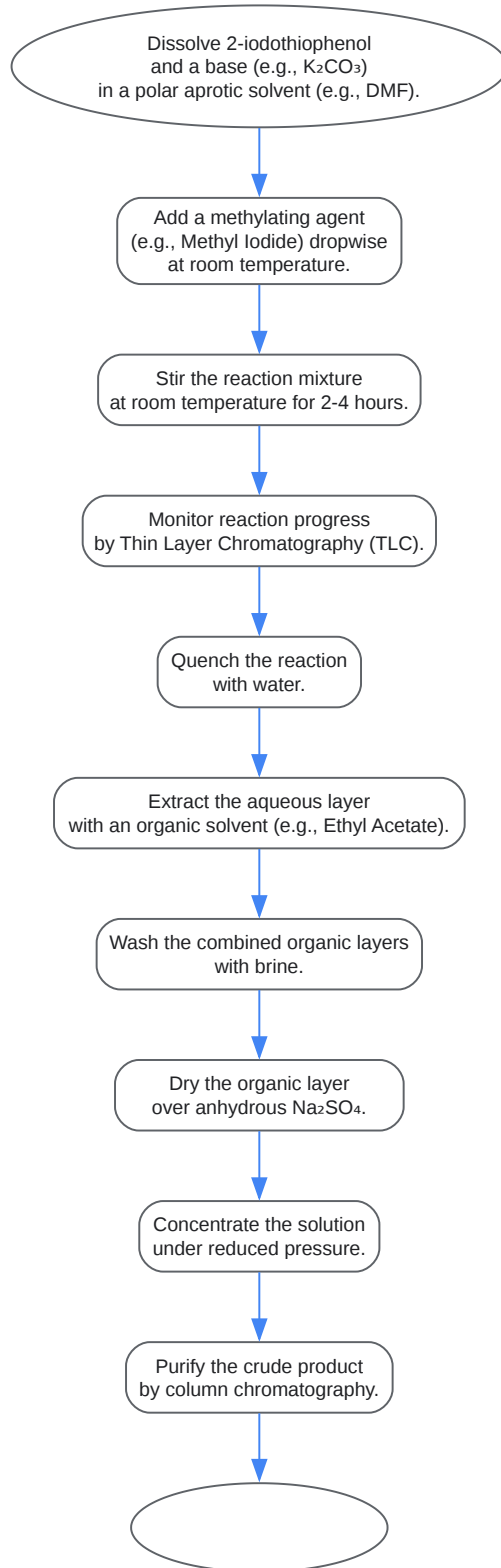 Dissolve 2-iodothiophenol
and a base (e.g., K₂CO₃)
in a polar aprotic solvent (e.g., DMF).
Add a methylating agent
(e.g., Methyl Iodide) dropwise
at room temperature.
Stir the reaction mixture
at room temperature for 2-4 hours.
Monitor reaction progress
by Thin Layer Chromatography (TLC).
Quench the reaction
with water.
Extract the aqueous layer
with an organic solvent (e.g., Ethyl Acetate).
Wash the combined organic layers
with brine.
Dry the organic layer
over anhydrous Na₂SO₄.
Concentrate the solution
under reduced pressure.
Purify the crude product
by column chromatography.